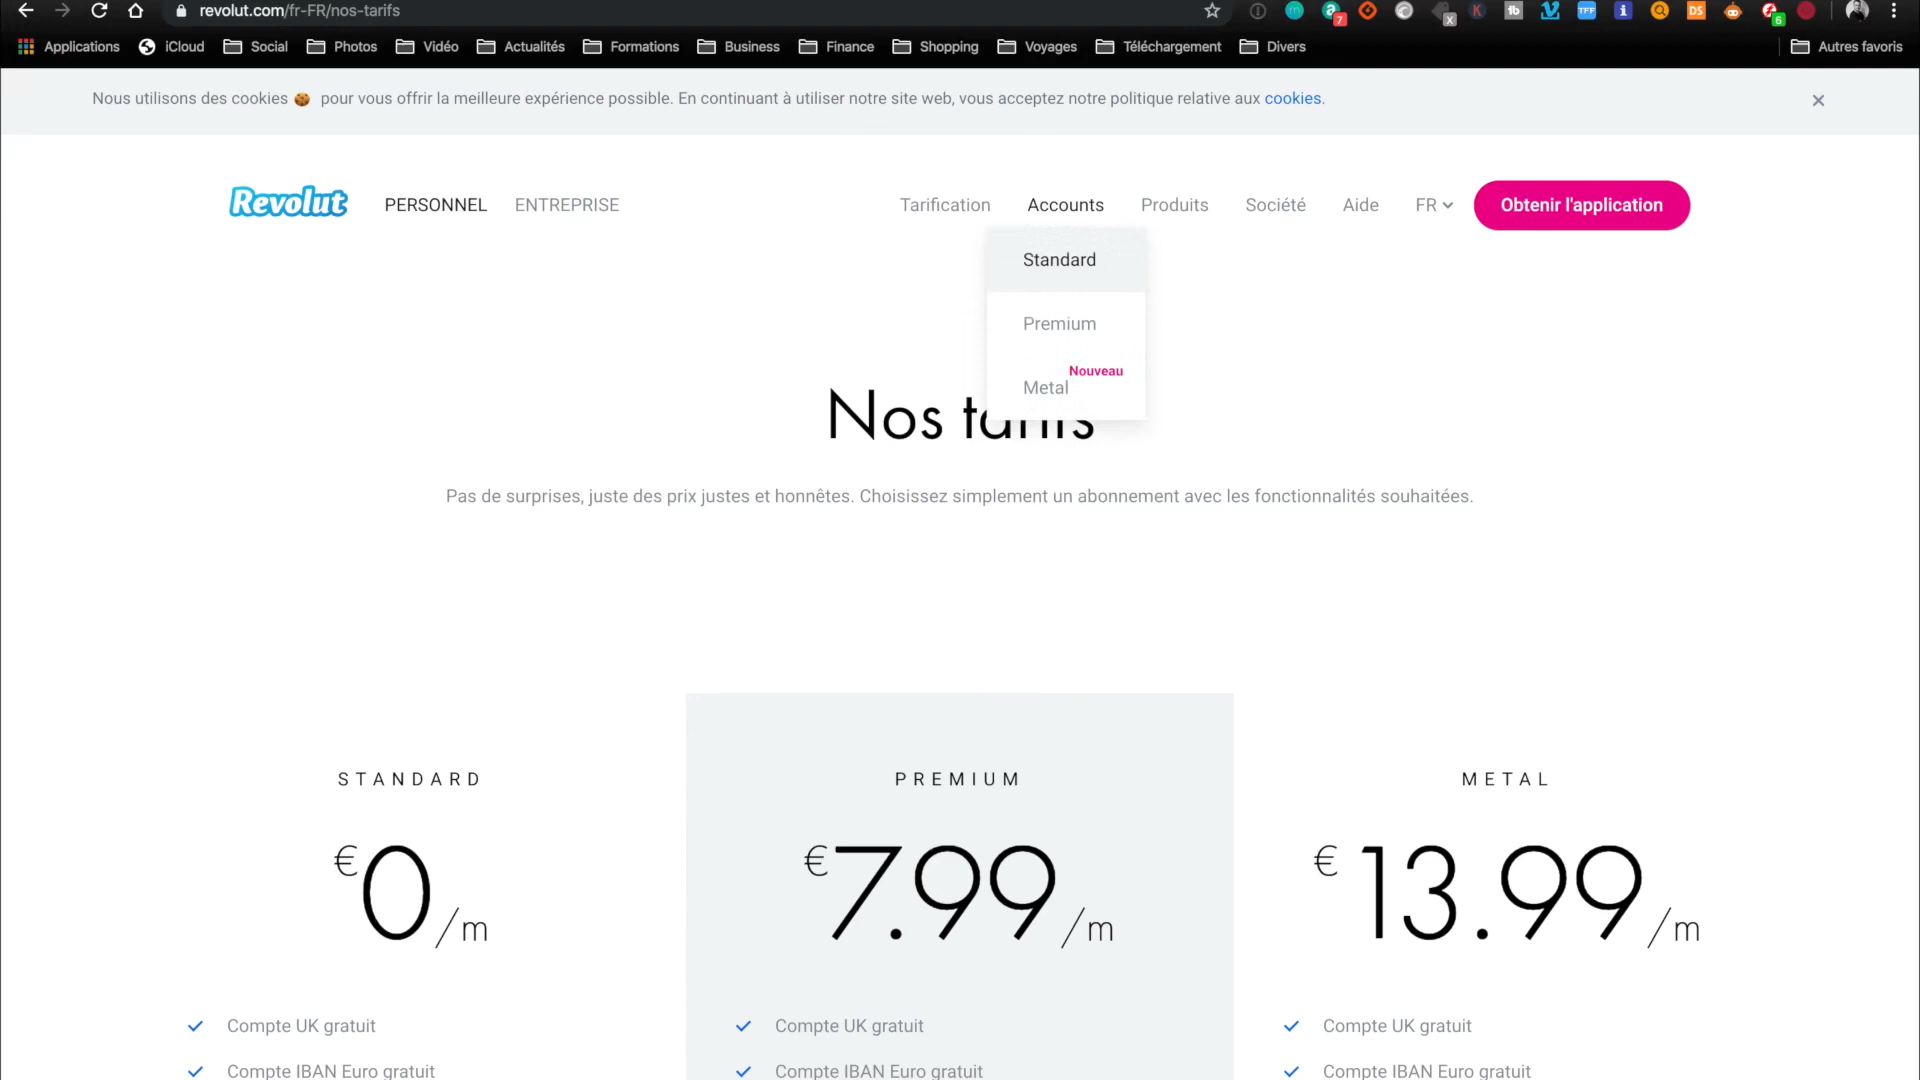 revolut.com/fr-FR/nos-tarifs
Applications iCloud Social Photos Vidéo Actualités Formations Business Finance Shopping Voyages Téléchargement Divers Autres favoris
Nous utilisons des cookies 🍪 pour vous offrir la meilleure expérience possible. En continuant à utiliser notre site web, vous acceptez notre politique relative aux cookies.
Revolut PERSONNEL ENTREPRISE Tarification Accounts Produits Société Aide FR Obtenir l'application
Standard
Premium
Nouveau
Metal
Nos tarifs
Pas de surprises, juste des prix justes et honnêtes. Choisissez simplement un abonnement avec les fonctionnalités souhaitées.
STANDARD
€0/m
Compte UK gratuit
Compte IBAN Euro gratuit
PREMIUM
€7.99/m
Compte UK gratuit
Compte IBAN Euro gratuit
METAL
€13.99/m
Compte UK gratuit
Compte IBAN Euro gratuit